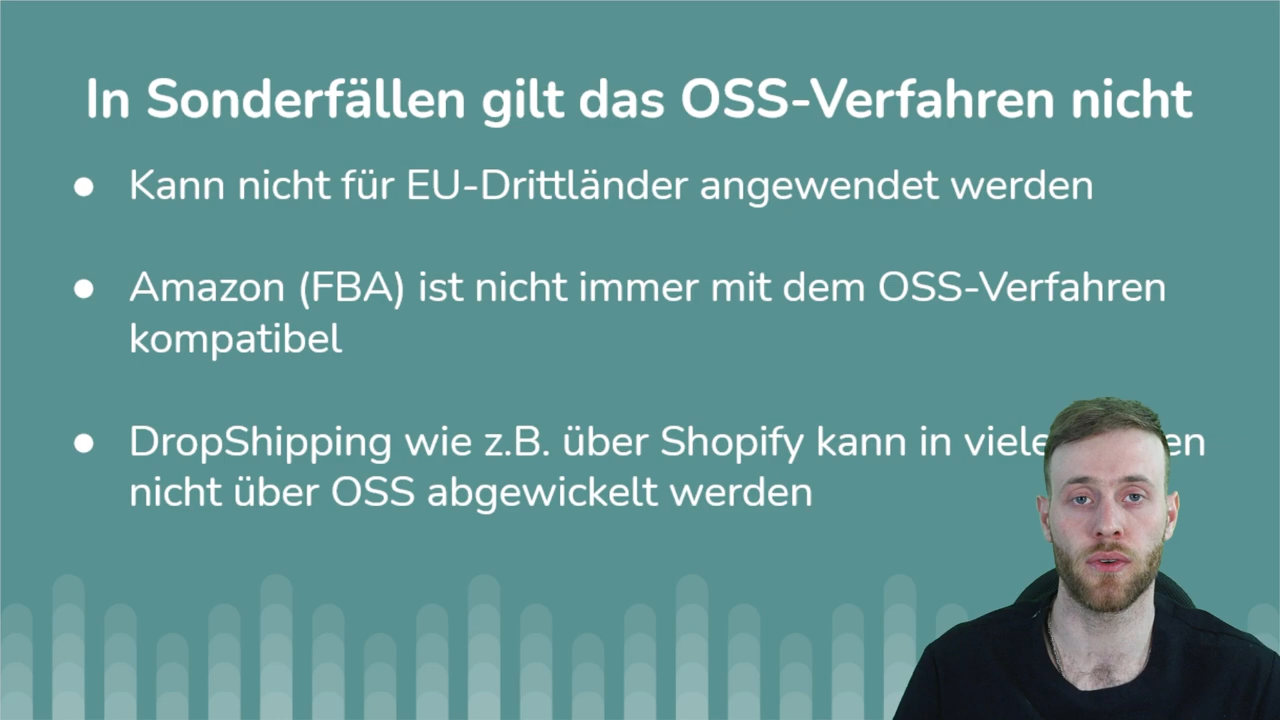 In Sonderfällen gilt das OSS-Verfahren nicht
● Kann nicht für EU-Drittländer angewendet werden
● Amazon (FBA) ist nicht immer mit dem OSS-Verfahren
kompatibel
● DropShipping wie z.B. über Shopify kann in
nicht über OSS abgewickelt werden